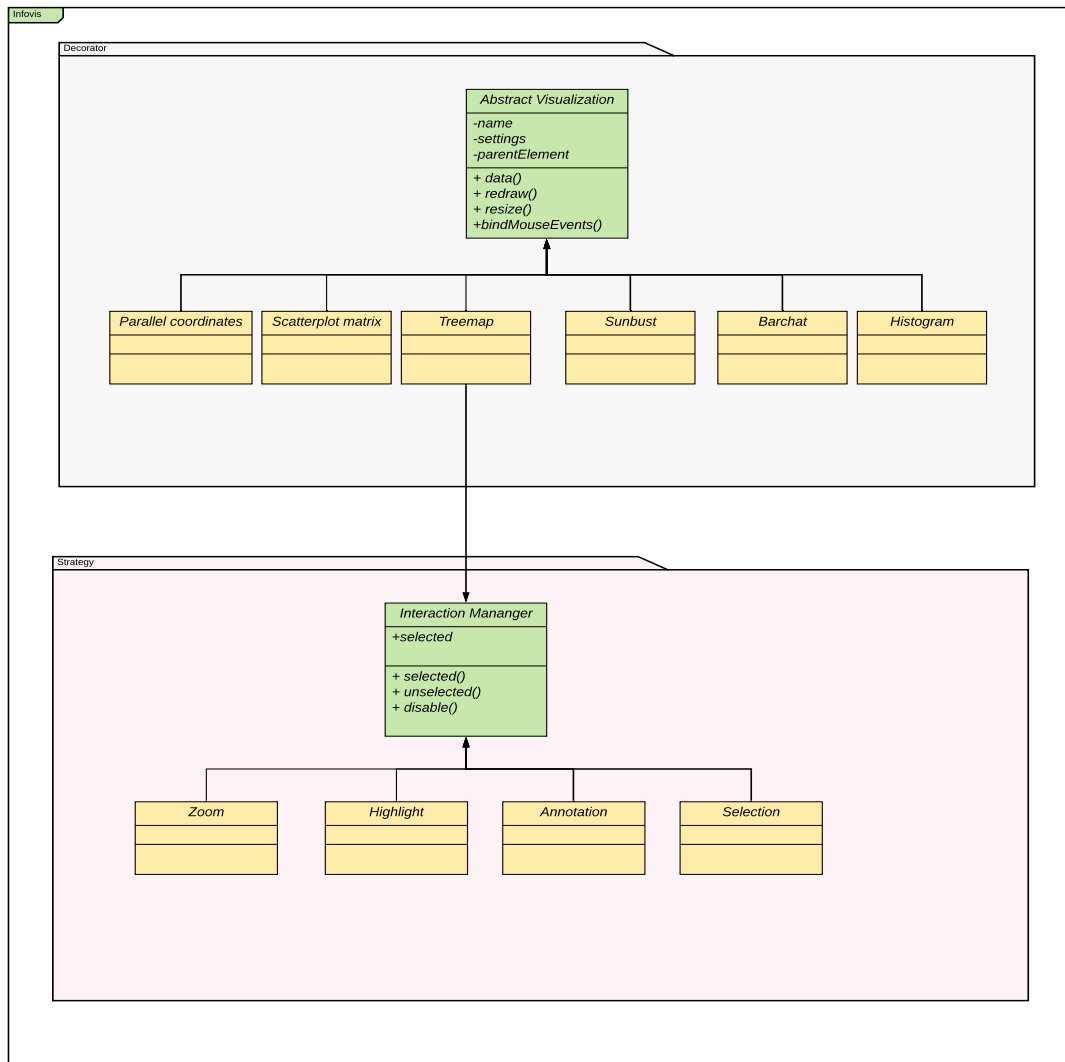 Infovis
Decorator
Abstract Visualization
-name
-settings
-parentElement
+ data()
+ redraw()
+ resize()
+bindMouseEvents()
Parallel coordinates
Scatterplot matrix
Treemap
Sunbust
Barchat
Histogram
Strategy
Interaction Mananger
+selected
+ selected()
+ unselected()
+ disable()
Zoom
Highlight
Annotation
Selection